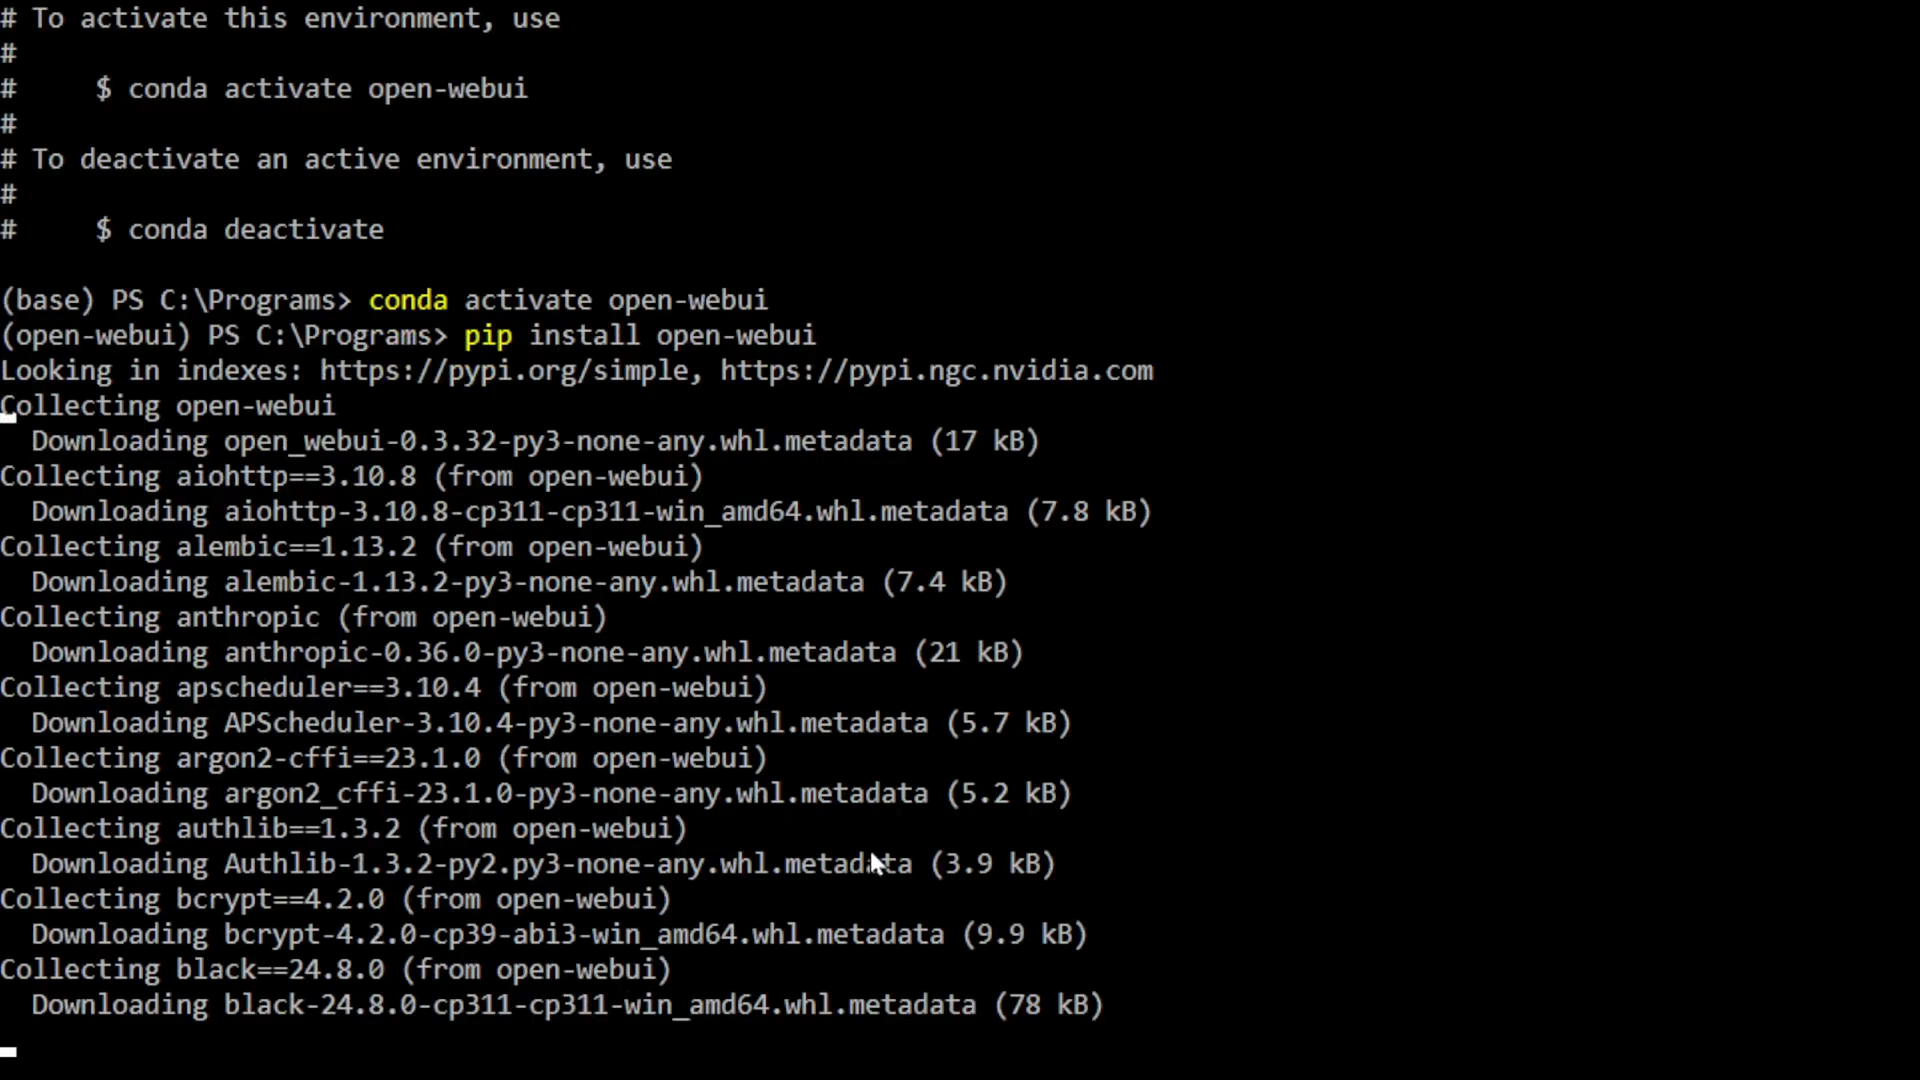 # To activate this environment, use
#
#     $ conda activate open-webui
#
# To deactivate an active environment, use
#
#     $ conda deactivate
(base) PS C:\Programs> conda activate open-webui
(open-webui) PS C:\Programs> pip install open-webui
Looking in indexes: https://pypi.org/simple, https://pypi.ngc.nvidia.com
Collecting open-webui
  Downloading open_webui-0.3.32-py3-none-any.whl.metadata (17 kB)
Collecting aiohttp==3.10.8 (from open-webui)
  Downloading aiohttp-3.10.8-cp311-cp311-win_amd64.whl.metadata (7.8 kB)
Collecting alembic==1.13.2 (from open-webui)
  Downloading alembic-1.13.2-py3-none-any.whl.metadata (7.4 kB)
Collecting anthropic (from open-webui)
  Downloading anthropic-0.36.0-py3-none-any.whl.metadata (21 kB)
Collecting apscheduler==3.10.4 (from open-webui)
  Downloading APScheduler-3.10.4-py3-none-any.whl.metadata (5.7 kB)
Collecting argon2-cffi==23.1.0 (from open-webui)
  Downloading argon2_cffi-23.1.0-py3-none-any.whl.metadata (5.2 kB)
Collecting authlib==1.3.2 (from open-webui)
  Downloading Authlib-1.3.2-py2.py3-none-any.whl.metadata (3.9 kB)
Collecting bcrypt==4.2.0 (from open-webui)
  Downloading bcrypt-4.2.0-cp39-abi3-win_amd64.whl.metadata (9.9 kB)
Collecting black==24.8.0 (from open-webui)
  Downloading black-24.8.0-cp311-cp311-win_amd64.whl.metadata (78 kB)